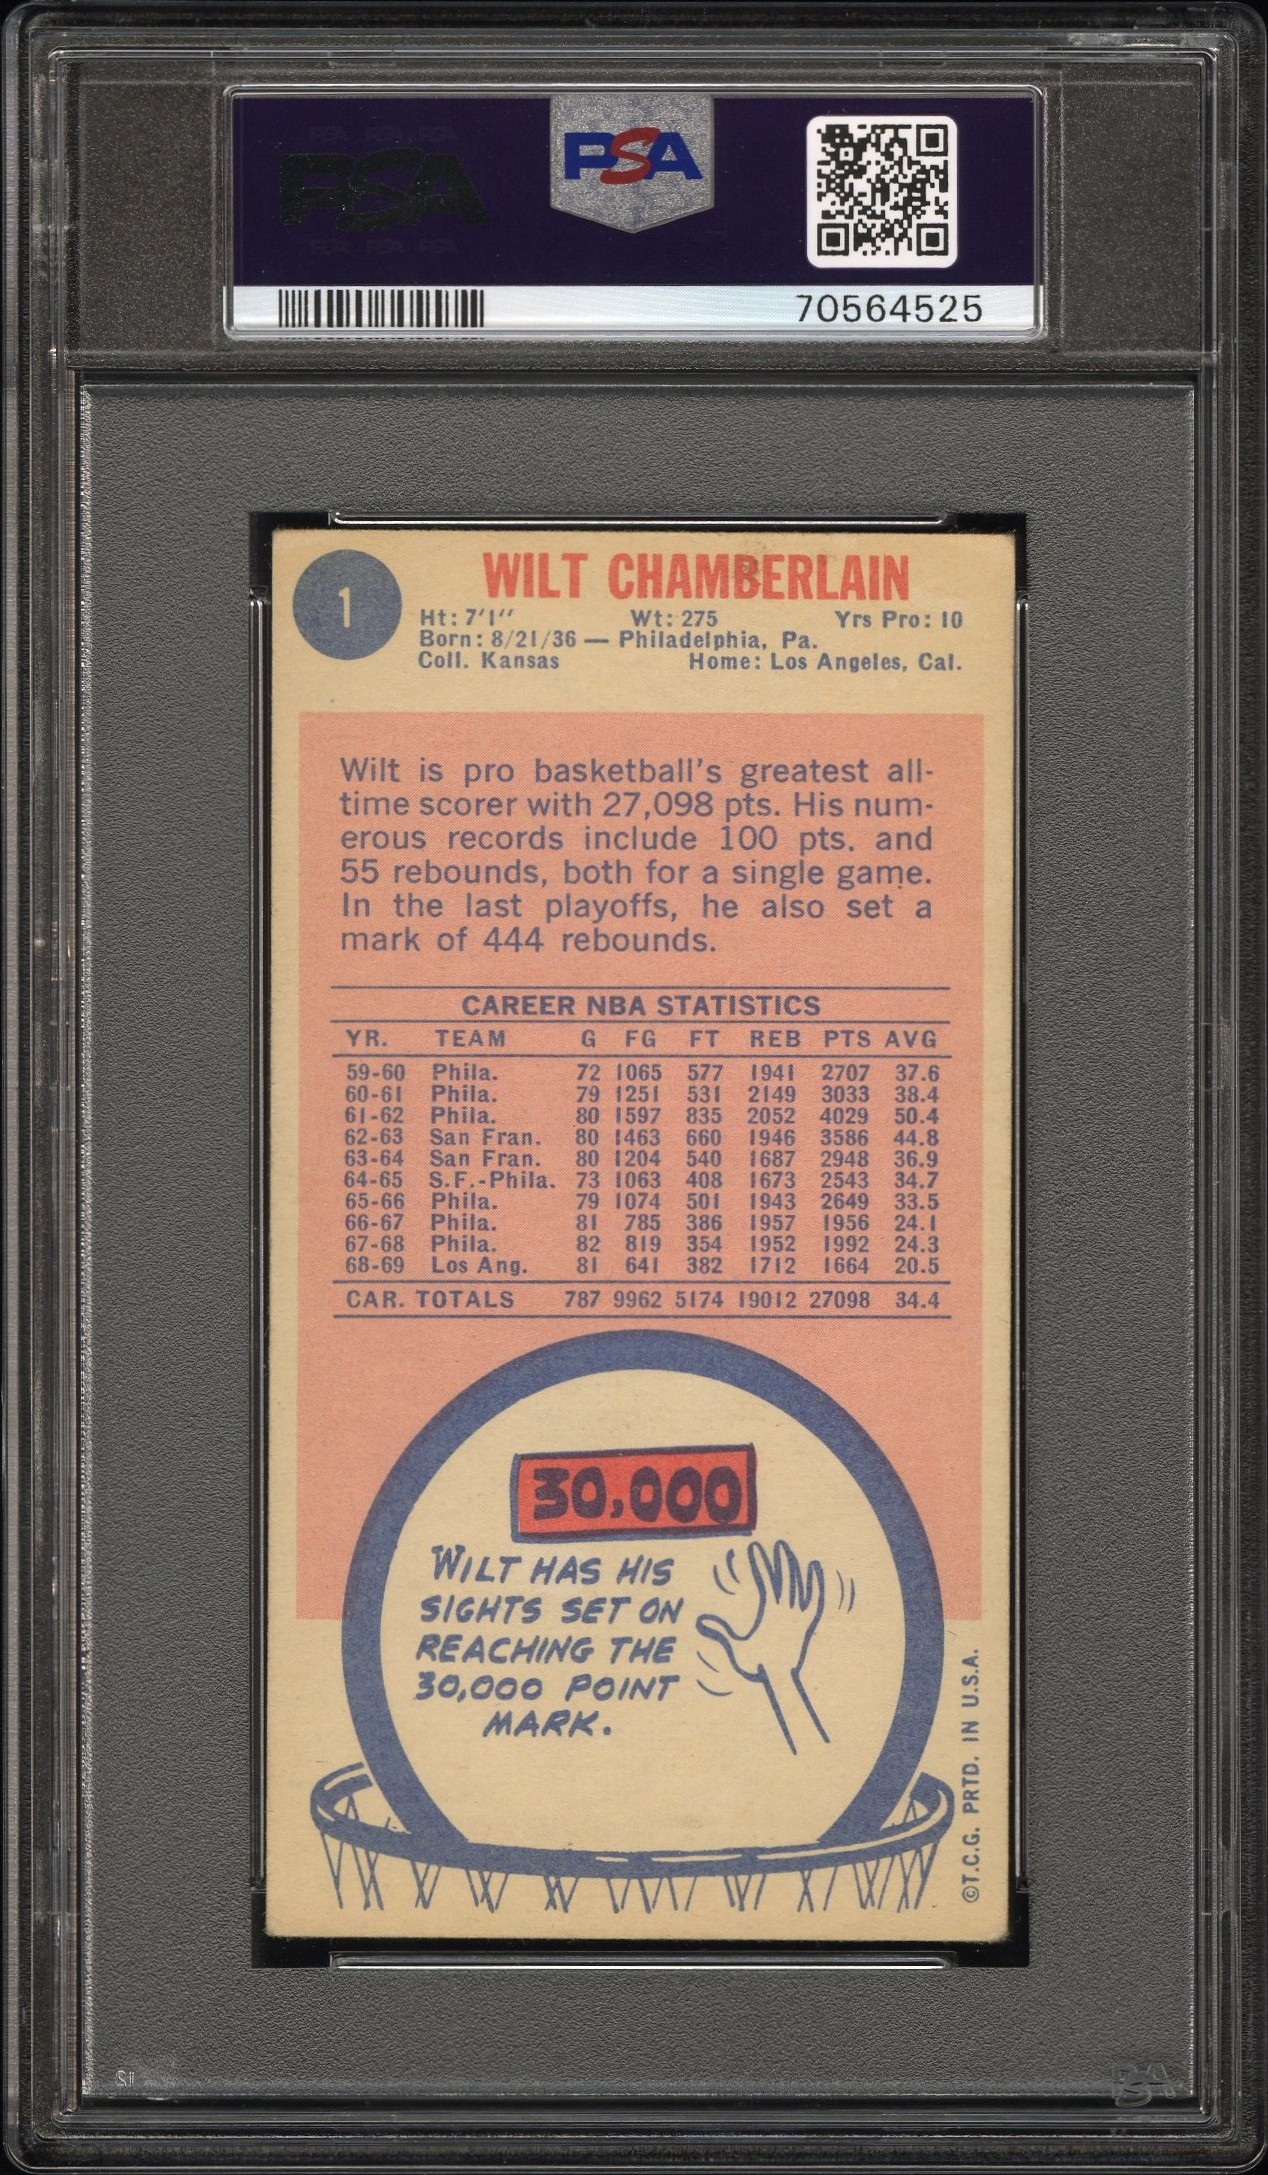 PSA
PSA
70564525
1
WILT CHAMBERLAIN
Ht: 7'1" Wt: 275 Yrs Pro: 10
Born: 8/21/36 — Philadelphia, Pa.
Coll. Kansas Home: Los Angeles, Cal.
Wilt is pro basketball's greatest all-
time scorer with 27,098 pts. His num-
erous records include 100 pts. and
55 rebounds, both for a single game.
In the last playoffs, he also set a
mark of 444 rebounds.
CAREER NBA STATISTICS
YR. TEAM G FG FT REB PTS AVG
59-60 Phila. 72 1065 577 1941 2707 37.6
60-61 Phila. 79 1251 531 2149 3033 38.4
61-62 Phila. 80 1597 835 2052 4029 50.4
62-63 San Fran. 80 1463 660 1946 3586 44.8
63-64 San Fran. 80 1204 540 1687 2948 36.9
64-65 S.F.-Phila. 73 1063 408 1673 2543 34.7
65-66 Phila. 79 1074 501 1943 2649 33.5
66-67 Phila. 81 785 386 1957 1956 24.1
67-68 Phila. 82 819 354 1952 1992 24.3
68-69 Los Ang. 81 641 382 1712 1664 20.5
CAR. TOTALS 787 9962 5174 19012 27098 34.4
30,000
WILT HAS HIS
SIGHTS SET ON
REACHING THE
30,000 POINT
MARK.
©T.C.G. PRTD. IN U.S.A.
PSA